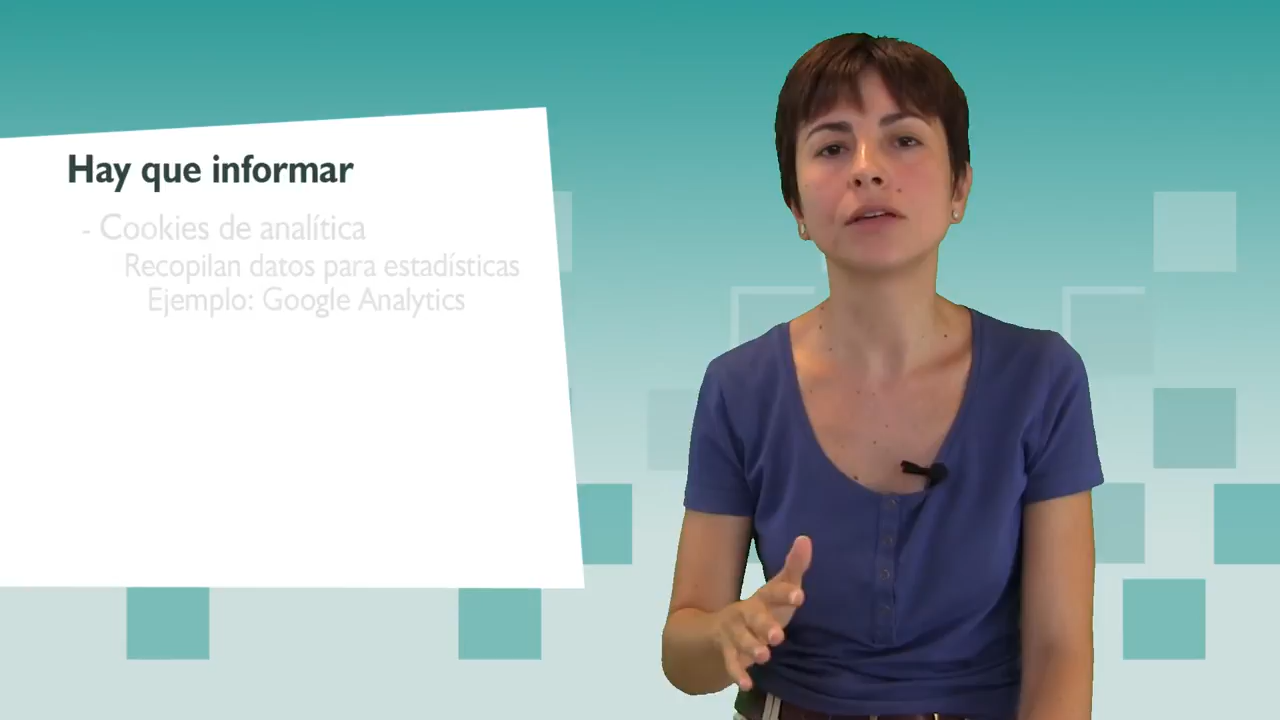 Hay que informar
- Cookies de analítica
Recopilan datos para estadísticas
Ejemplo: Google Analytics